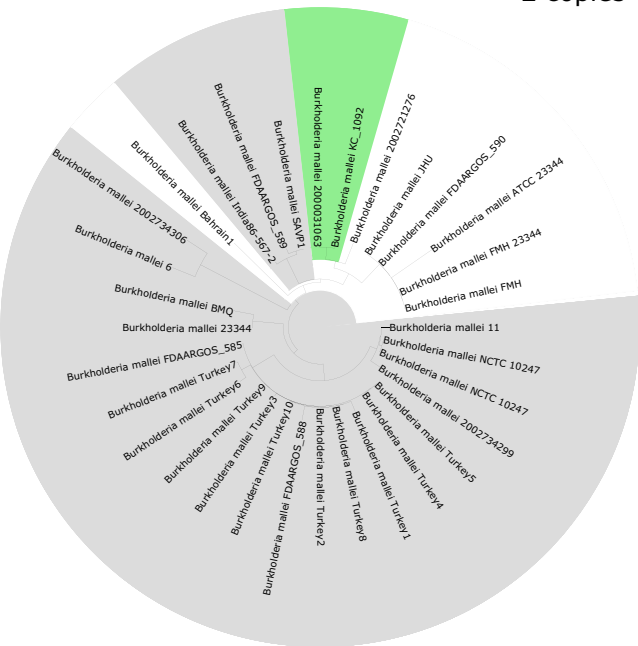 Burkholderia mallei 2000031063
Burkholderia mallei KC_1092
Burkholderia mallei 2002721276
Burkholderia mallei JHU
Burkholderia mallei FDAARGOS_590
Burkholderia mallei ATCC 23344
Burkholderia mallei FMH 23344
Burkholderia mallei FMH
Burkholderia mallei 11
Burkholderia mallei NCTC 10247
Burkholderia mallei NCTC 10247
Burkholderia mallei 2002734299
Burkholderia mallei Turkey5
Burkholderia mallei Turkey4
Burkholderia mallei Turkey1
Burkholderia mallei Turkey8
Burkholderia mallei Turkey2
Burkholderia mallei FDAARGOS_588
Burkholderia mallei Turkey10
Burkholderia mallei Turkey3
Burkholderia mallei Turkey9
Burkholderia mallei Turkey6
Burkholderia mallei Turkey7
Burkholderia mallei FDAARGOS_585
Burkholderia mallei 23344
Burkholderia mallei BMQ
Burkholderia mallei 6
Burkholderia mallei 2002734306
Burkholderia mallei Bahrain1
Burkholderia mallei India86-567-2
Burkholderia mallei FDAARGOS_589
Burkholderia mallei SAVP1